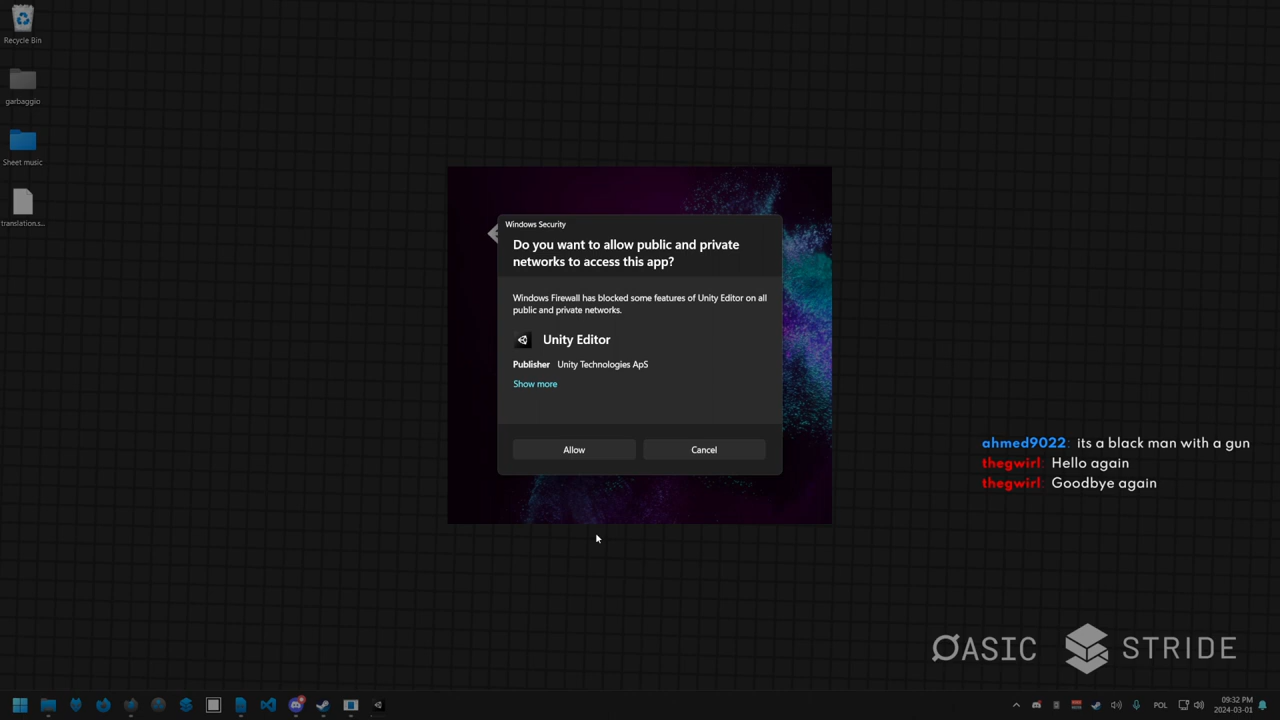 Recycle Bin
garbaggio
Sheet music
translation.s...
Windows Security
Do you want to allow public and private
networks to access this app?
Windows Firewall has blocked some features of Unity Editor on all
public and private networks.
Unity Editor
Publisher Unity Technologies ApS
Show more
Allow Cancel
ahmed9022: its a black man with a gun
thegwirl: Hello again
thegwirl: Goodbye again
ØASIC STRIDE
POL
09:32 PM
2024-03-01